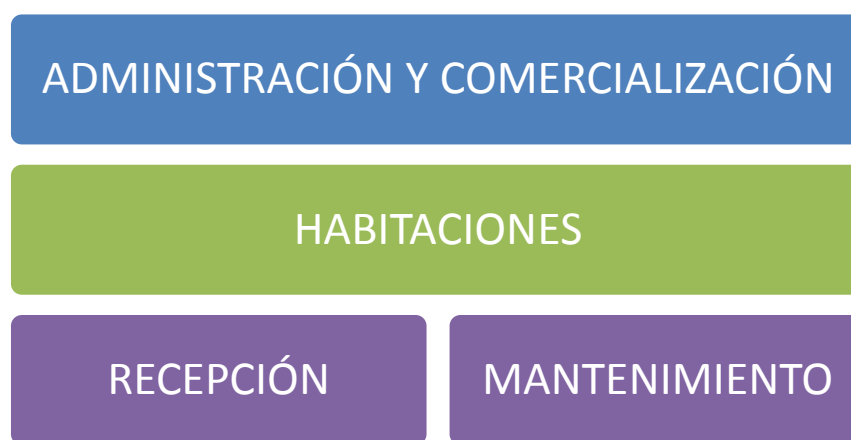 ADMINISTRACIÓN Y COMERCIALIZACIÓN
HABITACIONES
RECEPCIÓN
MANTENIMIENTO